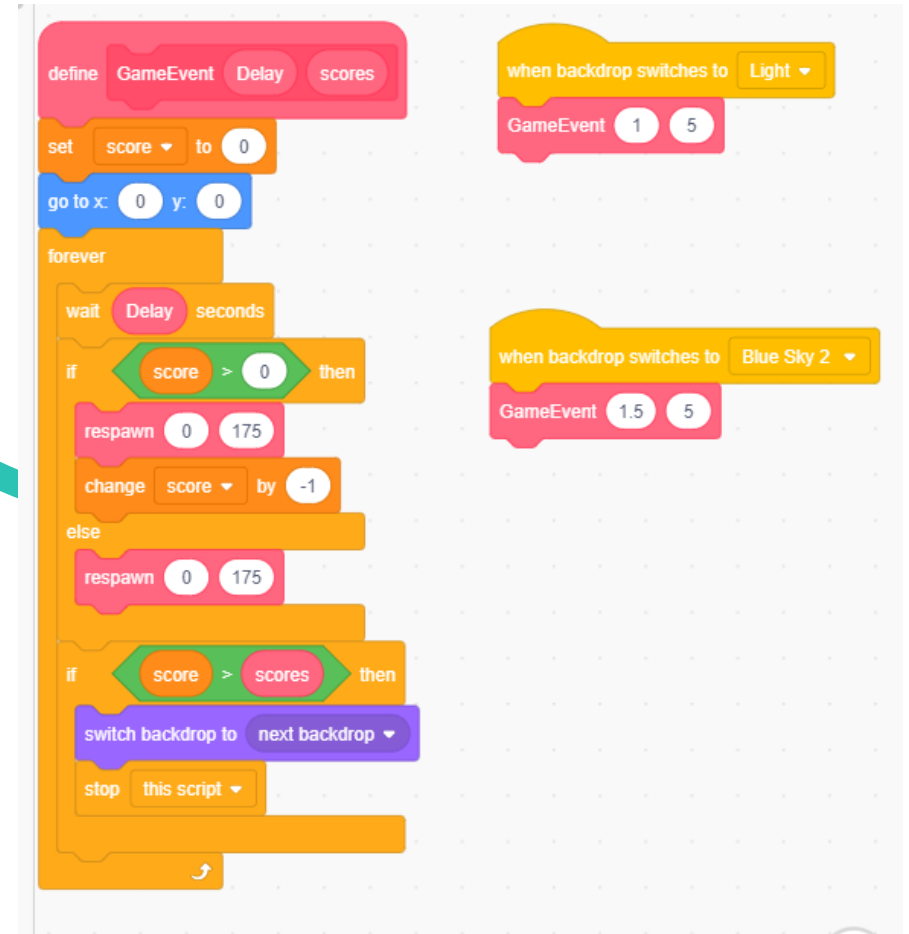 define GameEvent Delay scores
set score to 0
go to x: 0 y: 0
forever
wait Delay seconds
if score > 0 then
respawn 0 175
change score by -1
else
respawn 0 175
if score > scores then
switch backdrop to next backdrop
stop this script
when backdrop switches to Light
GameEvent 1 5
when backdrop switches to Blue Sky 2
GameEvent 1.5 5